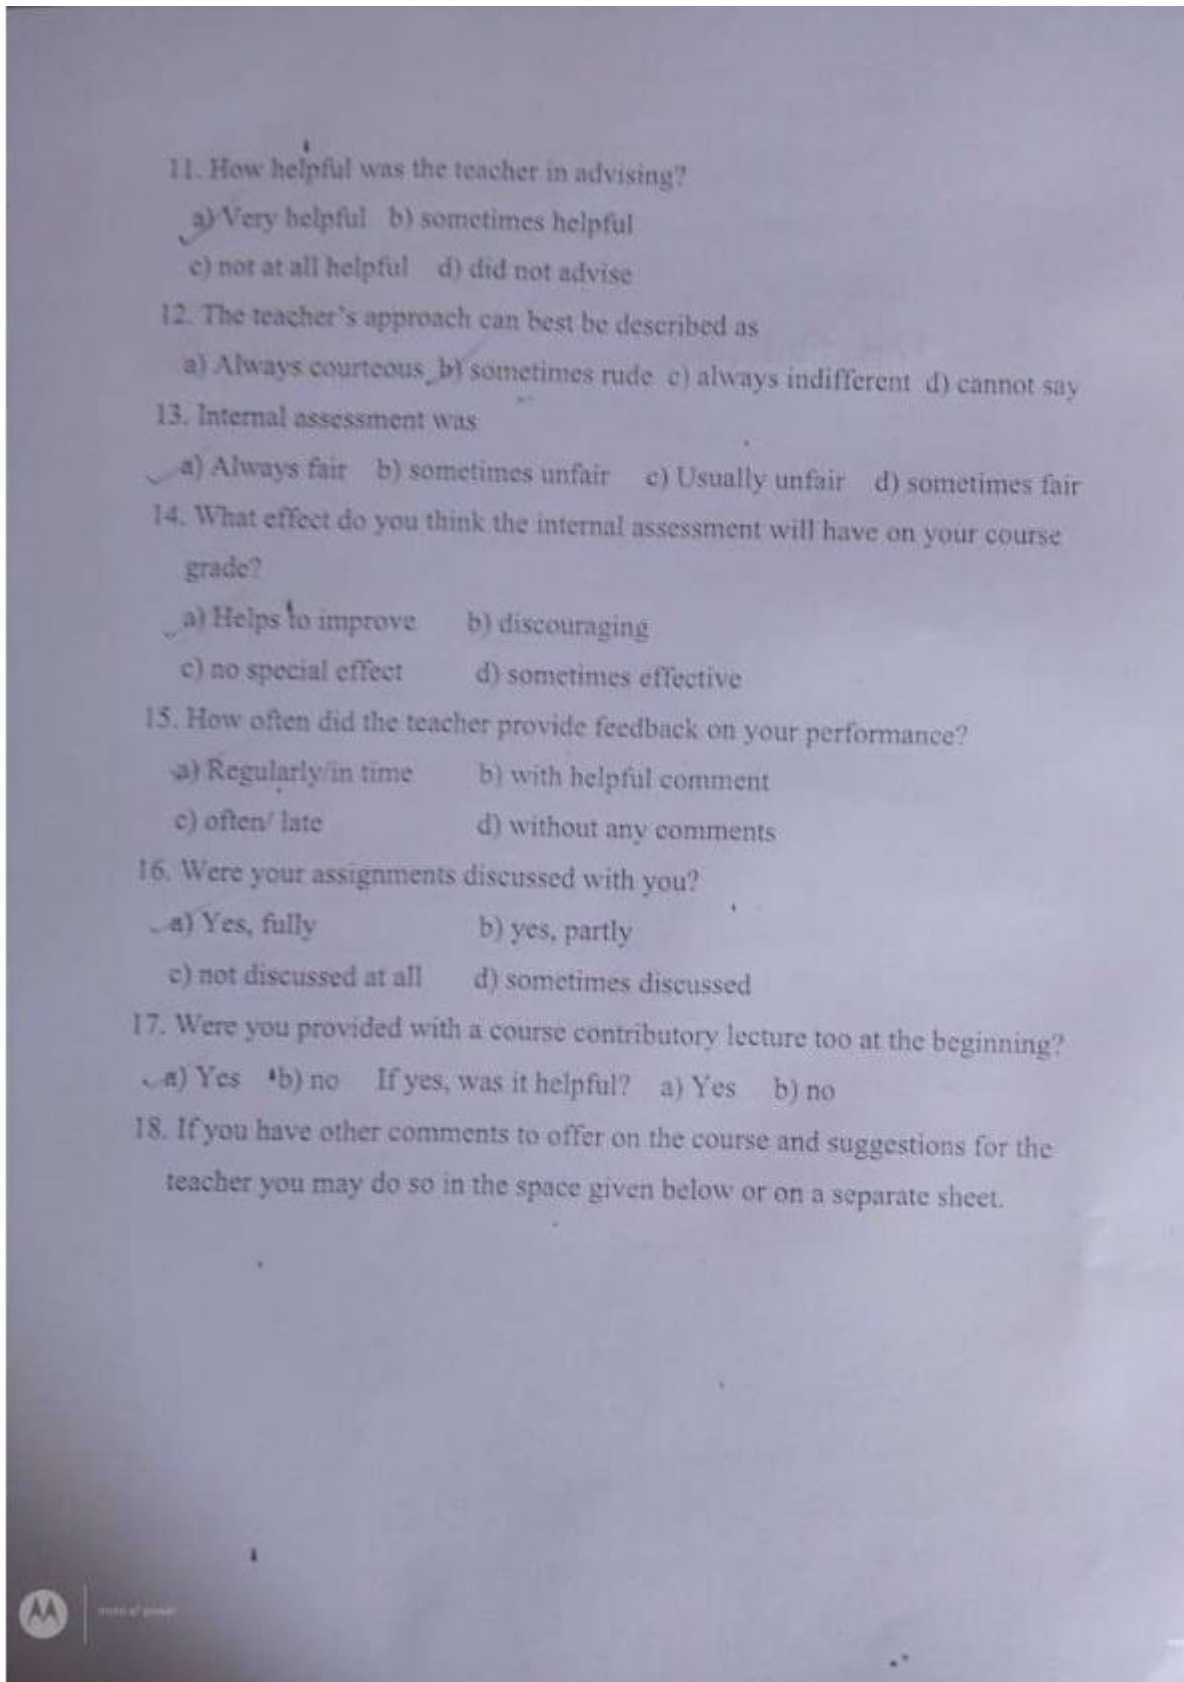 11. How helpful was the teacher in advising?
a) Very helpful b) sometimes helpful
c) not at all helpful d) did not advise
12. The teacher's approach can best be described as
a) Always courteous b) sometimes rude c) always indifferent d) cannot say
13. Internal assessment was
a) Always fair b) sometimes unfair c) Usually unfair d) sometimes fair
14. What effect do you think the internal assessment will have on your course
grade?
a) Helps to improve b) discouraging
c) no special effect d) sometimes effective
15. How often did the teacher provide feedback on your performance?
a) Regularly/in time b) with helpful comment
c) often/ late d) without any comments
16. Were your assignments discussed with you?
a) Yes, fully b) yes, partly
c) not discussed at all d) sometimes discussed
17. Were you provided with a course contributory lecture too at the beginning?
a) Yes b) no If yes, was it helpful? a) Yes b) no
18. If you have other comments to offer on the course and suggestions for the
teacher you may do so in the space given below or on a separate sheet.